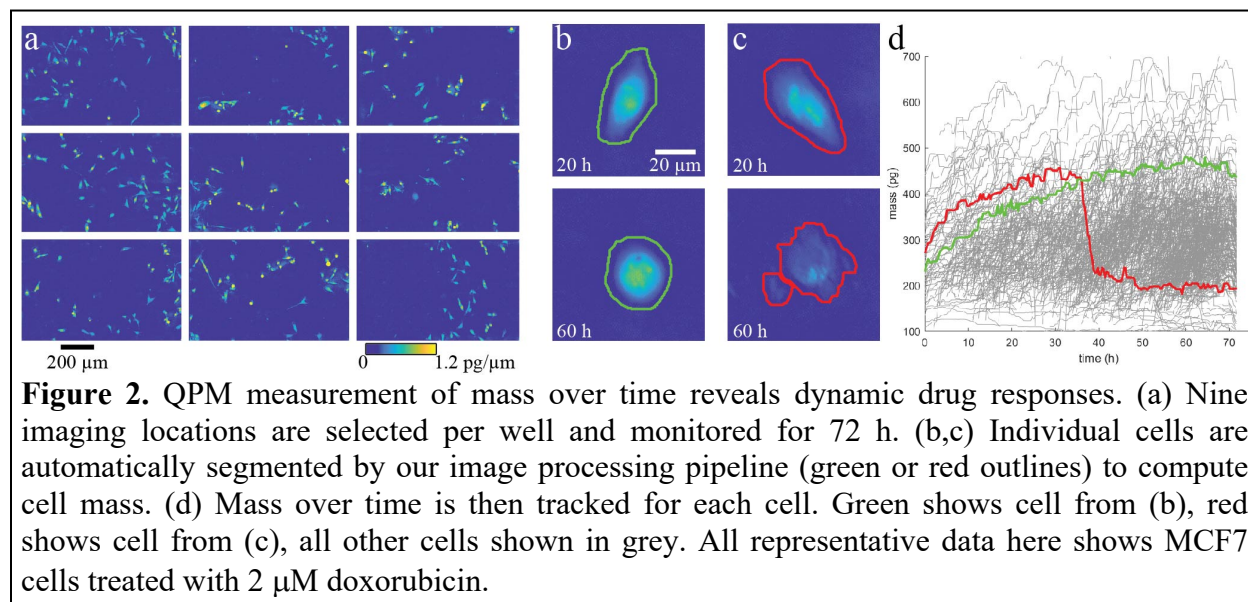 a
b
c
d
20 h
20 µm
20 h
60 h
60 h
200 µm
0
1.2 pg/µm
700
600
500
400
300
200
100
mass (pg)
0
10
20
30
40
50
60
70
time (h)
Figure 2. QPM measurement of mass over time reveals dynamic drug responses. (a) Nine
imaging locations are selected per well and monitored for 72 h. (b,c) Individual cells are
automatically segmented by our image processing pipeline (green or red outlines) to compute
cell mass. (d) Mass over time is then tracked for each cell. Green shows cell from (b), red
shows cell from (c), all other cells shown in grey. All representative data here shows MCF7
cells treated with 2 µM doxorubicin.